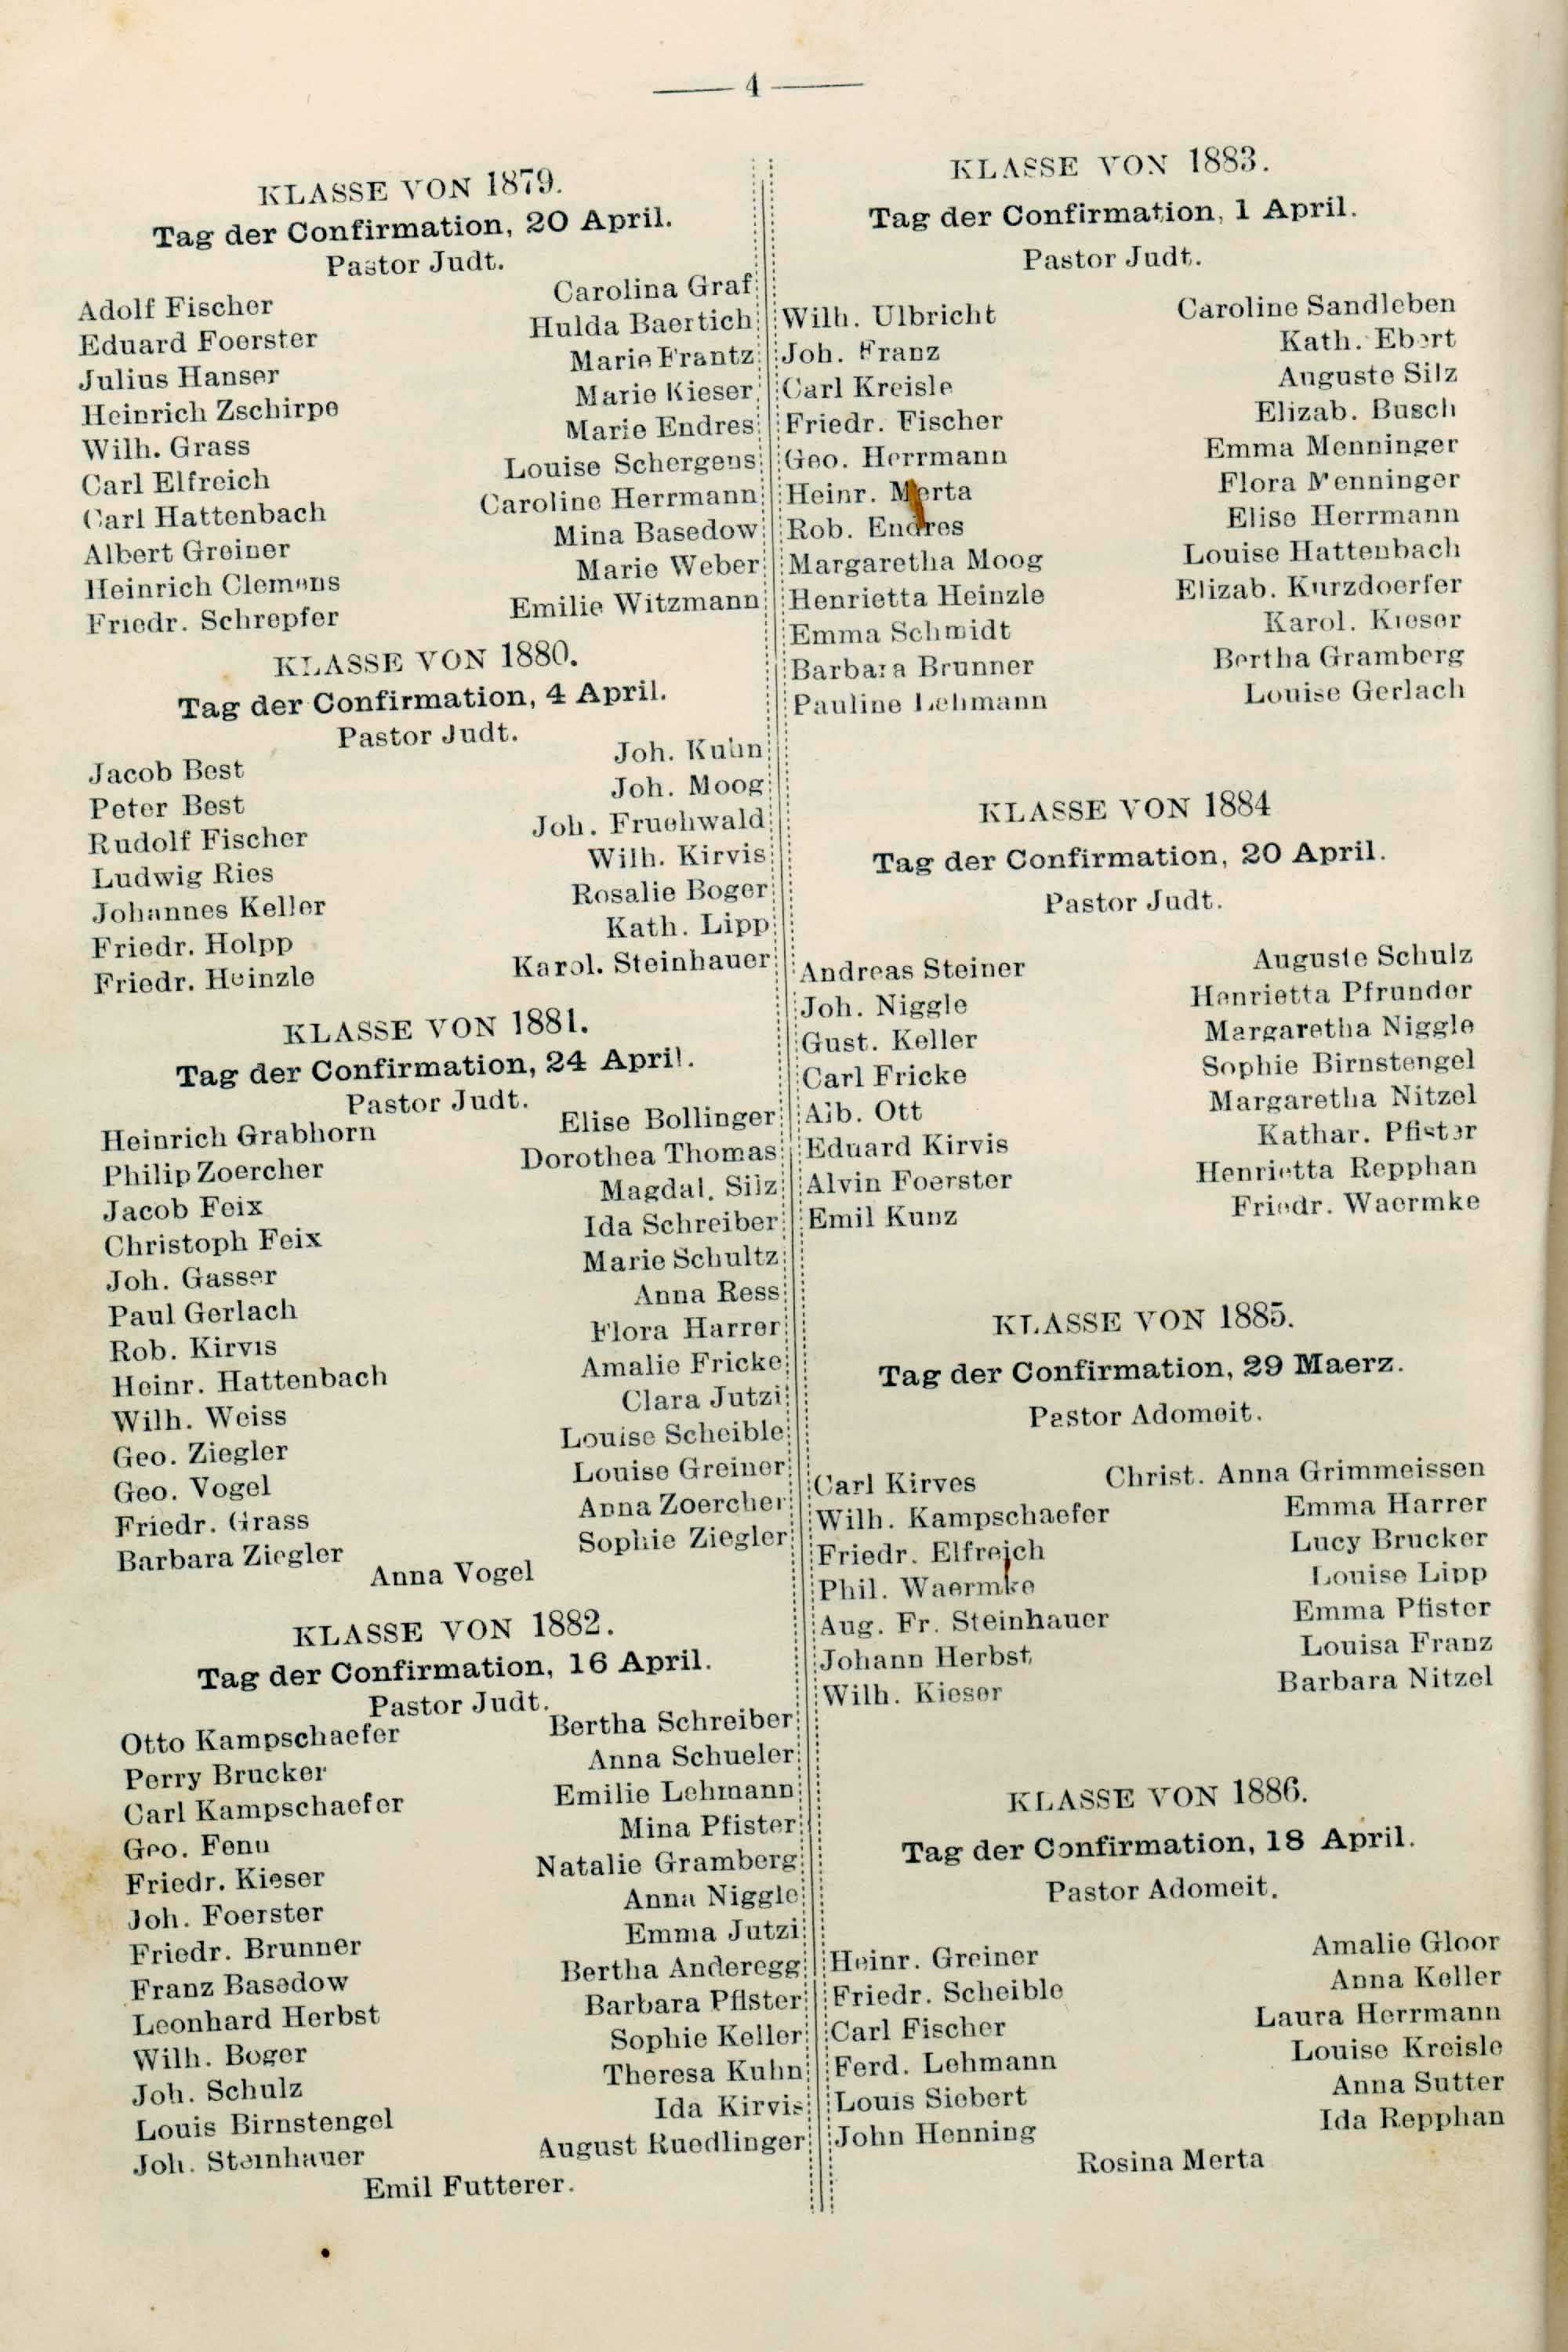 4
KLASSE VON 1879.
Tag der Confirmation, 20 April.
Pastor Judt.
Adolf Fischer
Eduard Foerster
Julius Hanser
Heinrich Zschirpe
Wilh. Grass
Carl Elfreich
Carl Hattenbach
Albert Greiner
Heinrich Clemens
Friedr. Schrepfer
Carolina Graf
Hulda Baertich
Marie Frantz
Marie Kieser
Marie Endres
Louise Schergens
Caroline Herrmann
Mina Basedow
Marie Weber
Emilie Witzmann
KLASSE VON 1880.
Tag der Confirmation, 4 April.
Pastor Judt.
Jacob Best
Peter Best
Rudolf Fischer
Ludwig Ries
Johannes Keller
Friedr. Holpp
Friedr. Heinzle
Joh. Kuhn
Joh. Moog
Joh. Fruehwald
Wilh. Kirvis
Rosalie Boger
Kath. Lipp
Karol. Steinhauer
KLASSE VON 1881.
Tag der Confirmation, 24 April.
Pastor Judt.
Heinrich Grabhorn
Philip Zoercher
Jacob Feix
Christoph Feix
Joh. Gasser
Paul Gerlach
Rob. Kirvis
Heinr. Hattenbach
Wilh. Weiss
Geo. Ziegler
Geo. Vogel
Friedr. Grass
Barbara Ziegler
Elise Bollinger
Dorothea Thomas
Magdal. Silz
Ida Schreiber
Marie Schultz
Anna Ress
Flora Harrer
Amalie Fricke
Clara Jutzi
Louise Scheible
Louise Greiner
Anna Zoercher
Sophie Ziegler
Anna Vogel
KLASSE VON 1882.
Tag der Confirmation, 16 April.
Pastor Judt.
Otto Kampschaefer
Perry Brucker
Carl Kampschaefer
Geo. Fenn
Friedr. Kieser
Joh. Foerster
Friedr. Brunner
Franz Basedow
Leonhard Herbst
Wilh. Boger
Joh. Schulz
Louis Birnstengel
Joh. Steinhauer
Bertha Schreiber
Anna Schueler
Emilie Lehmann
Mina Pfister
Natalie Gramberg
Anna Niggle
Emma Jutzi
Bertha Anderegg
Barbara Pfister
Sophie Keller
Theresa Kuhn
Ida Kirvis
August Ruedlinger
Emil Futterer.
KLASSE VON 1883.
Tag der Confirmation, 1 April.
Pastor Judt.
Wilh. Ulbricht
Joh. Franz
Carl Kreisle
Friedr. Fischer
Geo. Herrmann
Heinr. Merta
Rob. Endres
Margaretha Moog
Henrietta Heinzle
Emma Schmidt
Barbara Brunner
Pauline Lehmann
Caroline Sandleben
Kath. Ebert
Auguste Silz
Elizab. Busch
Emma Menninger
Flora Menninger
Elise Herrmann
Louise Hattenbach
Elizab. Kurzdoerfer
Karol. Kieser
Bertha Gramberg
Louise Gerlach
KLASSE VON 1884
Tag der Confirmation, 20 April.
Pastor Judt.
Andreas Steiner
Joh. Niggle
Gust. Keller
Carl Fricke
Alb. Ott
Eduard Kirvis
Alvin Foerster
Emil Kunz
Auguste Schulz
Henrietta Pfrunder
Margaretha Niggle
Sophie Birnstengel
Margaretha Nitzel
Kathar. Pfister
Henrietta Repphan
Friedr. Waermke
KLASSE VON 1885.
Tag der Confirmation, 29 Maerz.
Pastor Adomeit.
Carl Kirves
Wilh. Kampschaefer
Friedr. Elfreich
Phil. Waermke
Aug. Fr. Steinhauer
Johann Herbst
Wilh. Kieser
Christ. Anna Grimmeissen
Emma Harrer
Lucy Brucker
Louise Lipp
Emma Pfister
Louisa Franz
Barbara Nitzel
KLASSE VON 1886.
Tag der Confirmation, 18 April.
Pastor Adomeit.
Heinr. Greiner
Friedr. Scheible
Carl Fischer
Ferd. Lehmann
Louis Siebert
John Henning
Amalie Gloor
Anna Keller
Laura Herrmann
Louise Kreisle
Anna Sutter
Ida Repphan
Rosina Merta